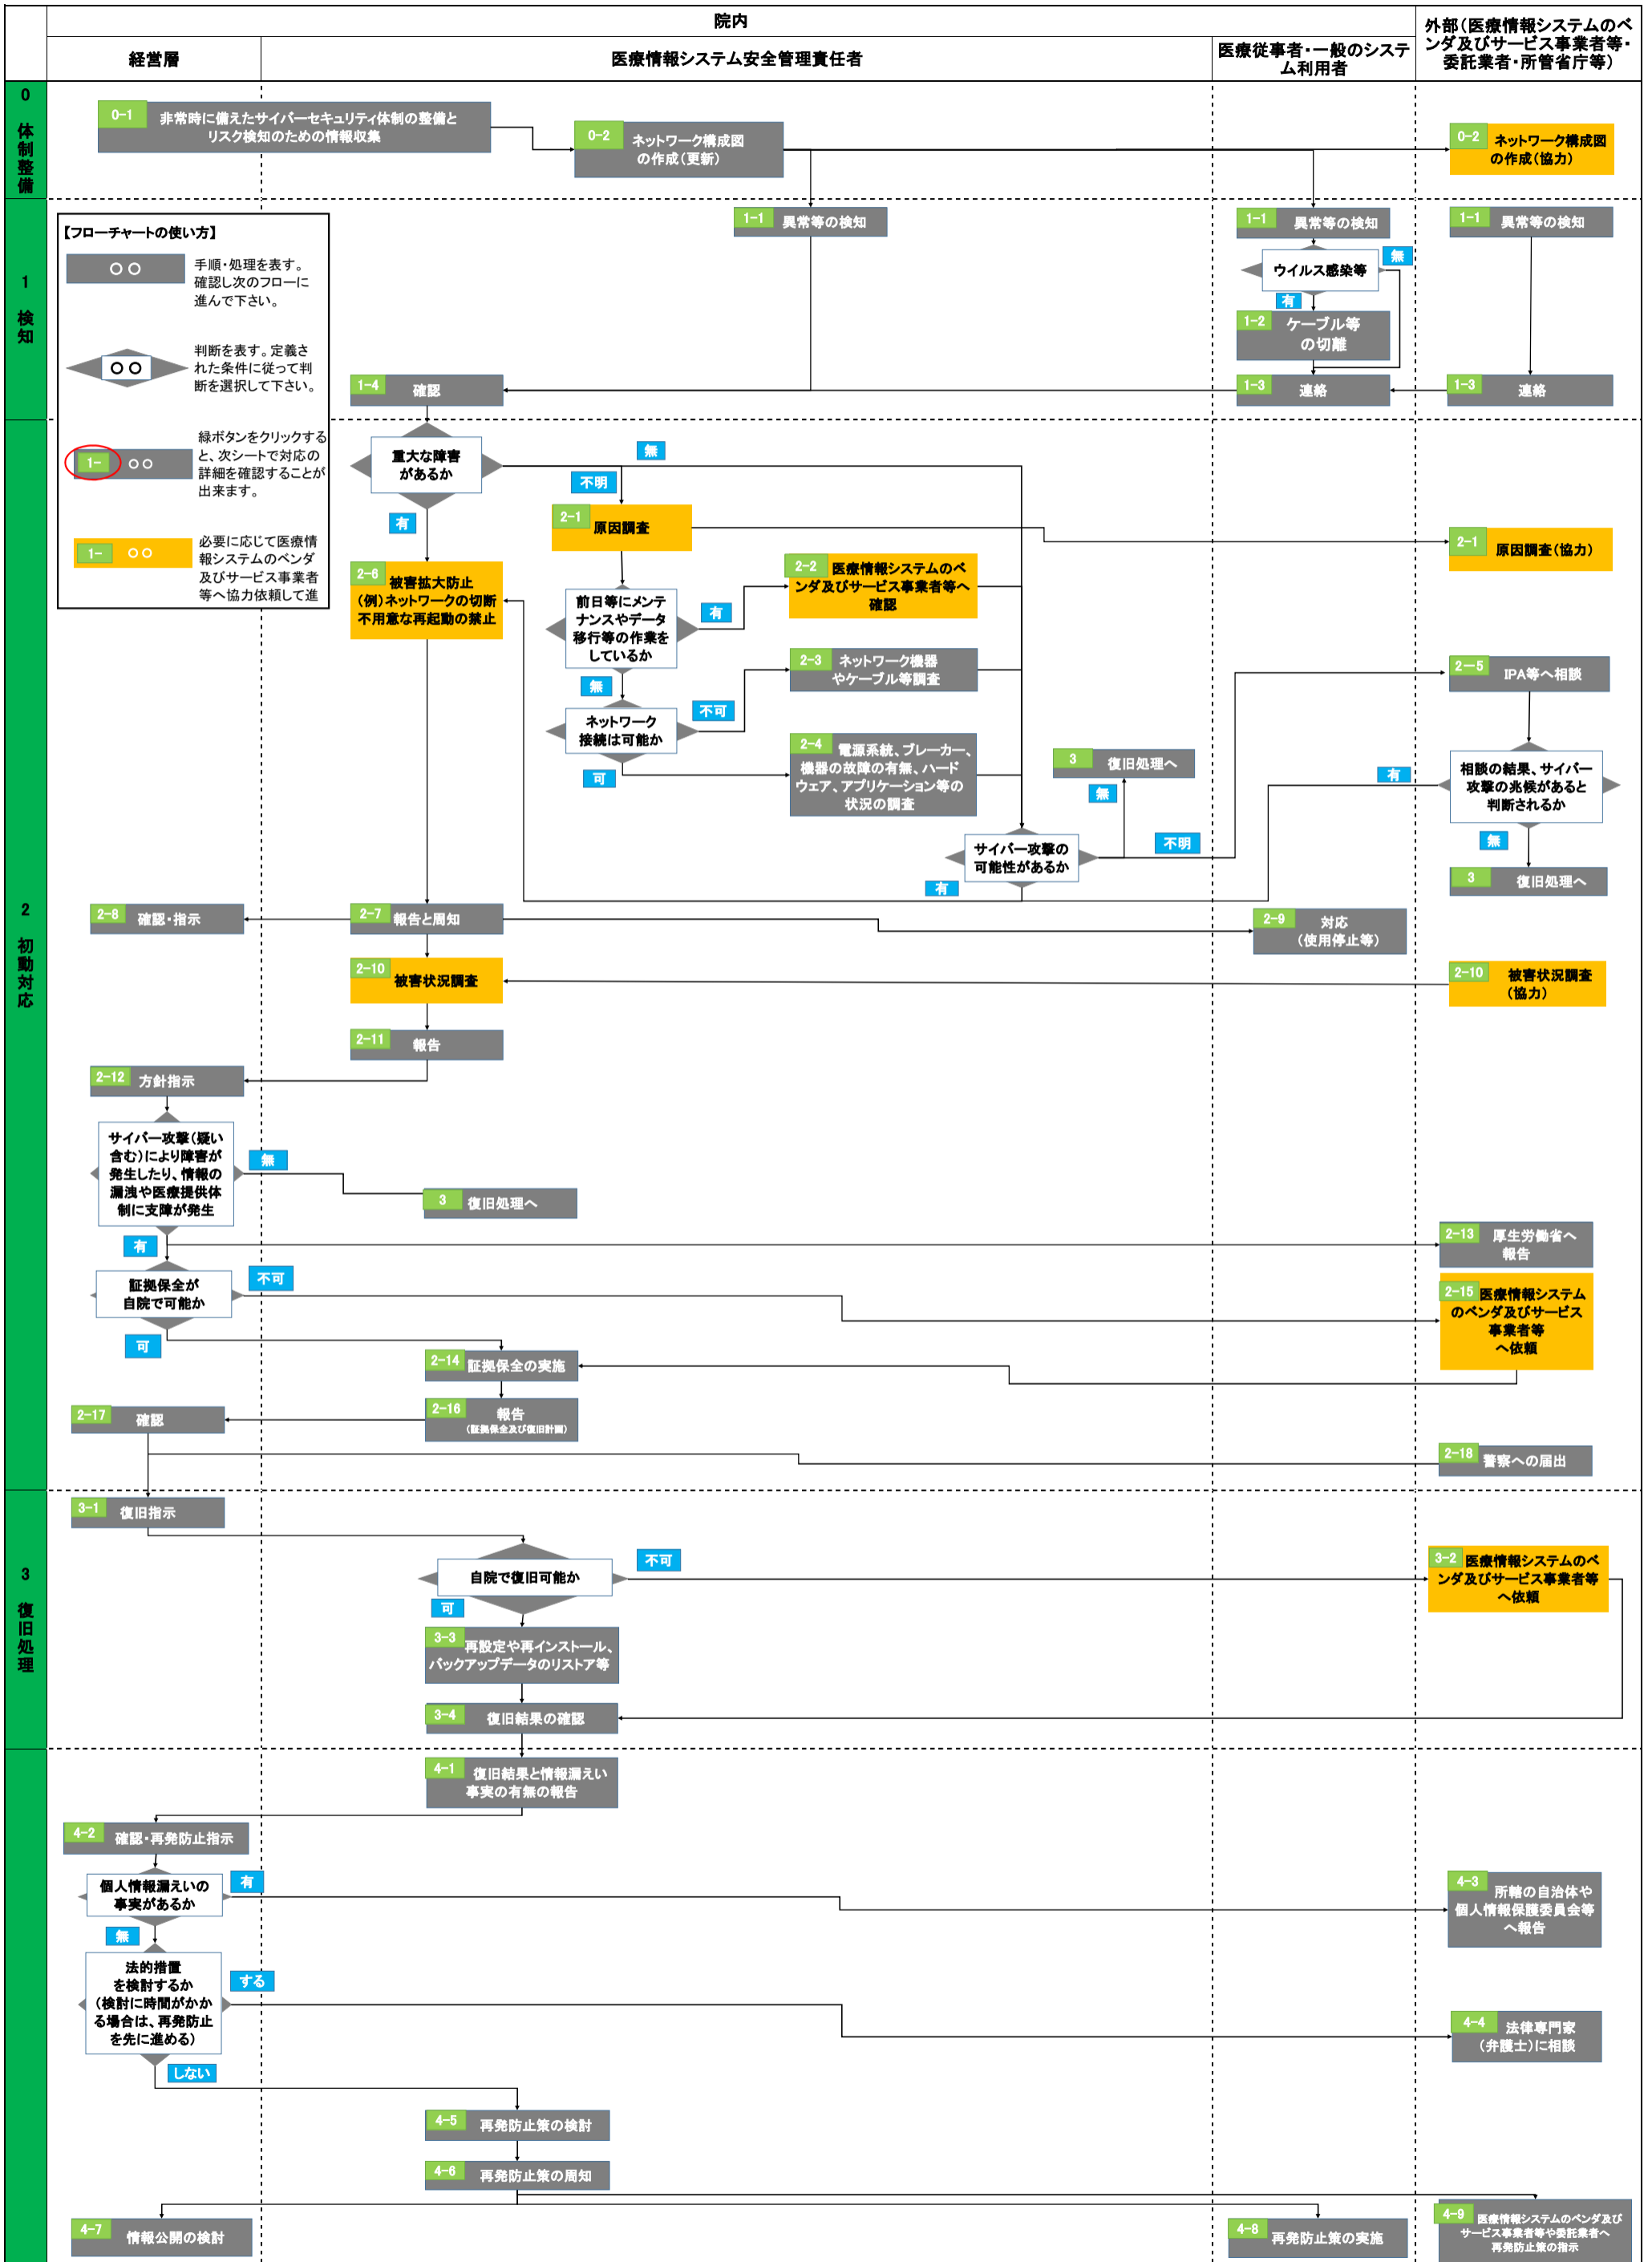 院内
外部(医療情報システムのベ
ンダ及びサービス事業者等・
委託業者・所管省庁等)
経営層
医療情報システム安全管理責任者
医療従事者・一般のシステ
ム利用者
0
体制整備
0-1
非常時に備えたサイバーセキュリティ体制の整備と
リスク検知のための情報収集
0-2
ネットワーク構成図
の作成(更新)
0-2
ネットワーク構成図
の作成(協力)
1
検知
【フローチャートの使い方】
○○
手順・処理を表す。
確認し次のフローに
進んで下さい。
○○
判断を表す。定義さ
れた条件に従って判
断を選択して下さい。
1-
○○
緑ボタンをクリックする
と、次シートで対応の
詳細を確認することが
出来ます。
1-
○○
必要に応じて医療情
報システムのベンダ
及びサービス事業者
等へ協力依頼して進
1-1
異常等の検知
1-1
異常等の検知
1-1
異常等の検知
ウイルス感染等
無
有
1-2
ケーブル等
の切離
1-4
確認
1-3
連絡
1-3
連絡
2
初動対応
重大な障害
があるか
無
不明
有
2-1
原因調査
2-1
原因調査(協力)
2-6
被害拡大防止
(例)ネットワークの切断
不用意な再起動の禁止
2-2
医療情報システムのベ
ンダ及びサービス事業者等へ
確認
前日等にメンテ
ナンスやデータ
移行等の作業を
しているか
有
無
2-3
ネットワーク機器
やケーブル等調査
2-5
IPA等へ相談
ネットワーク
接続は可能か
不可
可
2-4
電源系統、ブレーカー、
機器の故障の有無、ハード
ウェア、アプリケーション等の
状況の調査
3
復旧処理へ
無
相談の結果、サイバー
攻撃の兆候があると
判断されるか
有
無
サイバー攻撃の
可能性があるか
不明
有
3
復旧処理へ
2-8
確認・指示
2-7
報告と周知
2-9
対応
(使用停止等)
2-10
被害状況調査
2-10
被害状況調査
(協力)
2-11
報告
2-12
方針指示
サイバー攻撃(疑い
含む)により障害が
発生したり、情報の
漏洩や医療提供体
制に支障が発生
無
3
復旧処理へ
有
2-13
厚生労働省へ
報告
証拠保全が
自院で可能か
不可
可
2-15
医療情報システム
のベンダ及びサービス
事業者等
へ依頼
2-14
証拠保全の実施
2-17
確認
2-16
報告
(証拠保全及び復旧計画)
2-18
警察への届出
3
復旧処理
3-1
復旧指示
自院で復旧可能か
不可
可
3-2
医療情報システムのベ
ンダ及びサービス事業者等
へ依頼
3-3
再設定や再インストール、
バックアップデータのリストア等
3-4
復旧結果の確認
4-1
復旧結果と情報漏えい
事実の有無の報告
4-2
確認・再発防止指示
個人情報漏えいの
事実があるか
有
無
4-3
所轄の自治体や
個人情報保護委員会等
へ報告
法的措置
を検討するか
(検討に時間がかか
る場合は、再発防止
を先に進める)
する
しない
4-4
法律専門家
(弁護士)に相談
4-5
再発防止策の検討
4-6
再発防止策の周知
4-7
情報公開の検討
4-8
再発防止策の実施
4-9
医療情報システムのベンダ及び
サービス事業者等や委託業者へ
再発防止策の指示